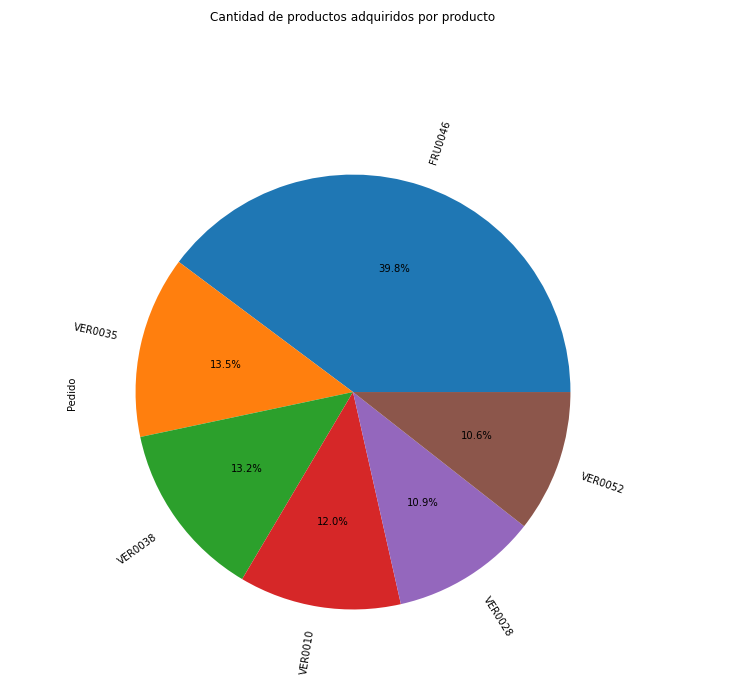 Cantidad de productos adquiridos por producto
FRU0046
39.8%
VER0035
13.5%
Pedido
VER0038
13.2%
VER0010
12.0%
VER0028
10.9%
VER0052
10.6%